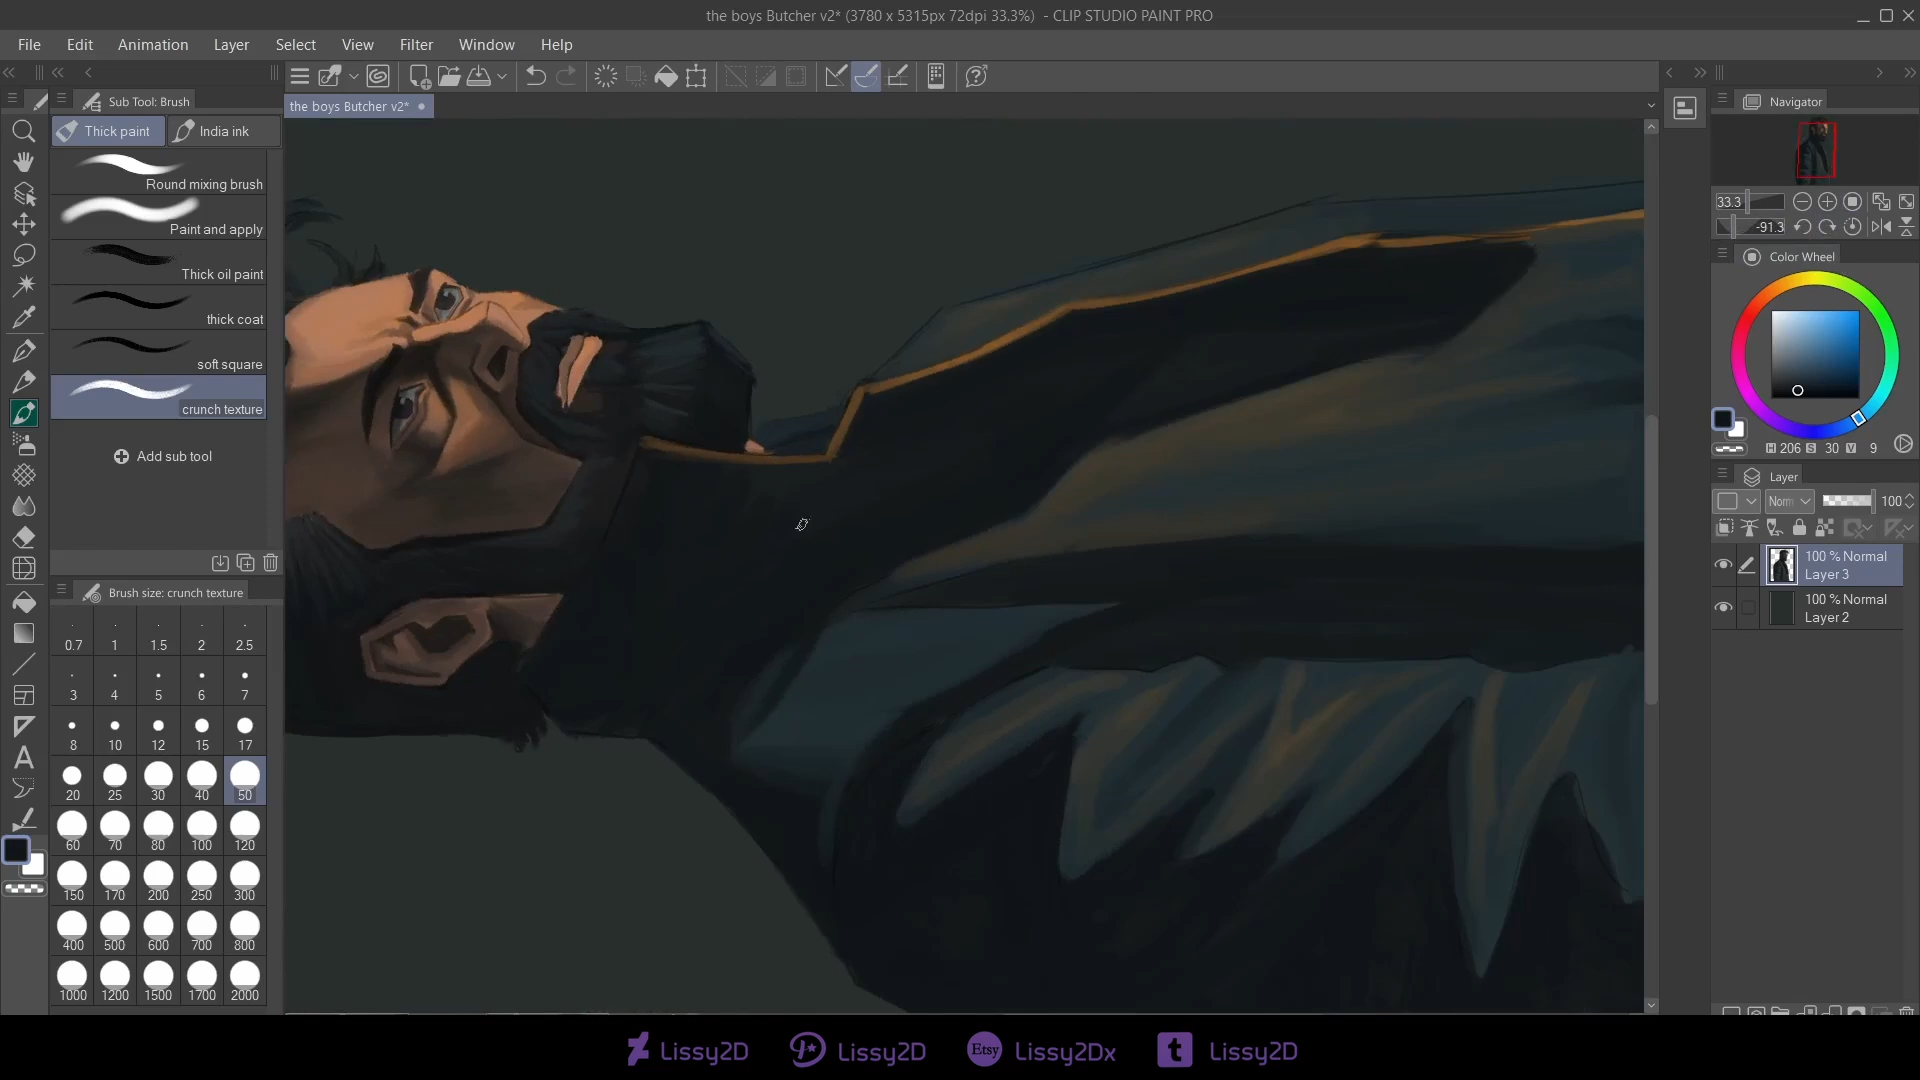 the boys Butcher v2* (3780 x 5315px 72dpi 33.3%) - CLIP STUDIO PAINT PRO
File Edit Animation Layer Select View Filter Window Help
Sub Tool: Brush
the boys Butcher v2*
Navigator
Thick paint
India ink
Round mixing brush
Paint and apply
Thick oil paint
thick coat
soft square
crunch texture
Add sub tool
33.3
-91.3
Color Wheel
H 206 S 30 V 9
Layer
Norm
100
100 % Normal
Layer 3
100 % Normal
Layer 2
Brush size: crunch texture
0.7 1 1.5 2 2.5
3 4 5 6 7
8 10 12 15 17
20 25 30 40 50
60 70 80 100 120
150 170 200 250 300
400 500 600 700 800
1000 1200 1500 1700 2000
Lissy2D Lissy2D Etsy Lissy2Dx t Lissy2D